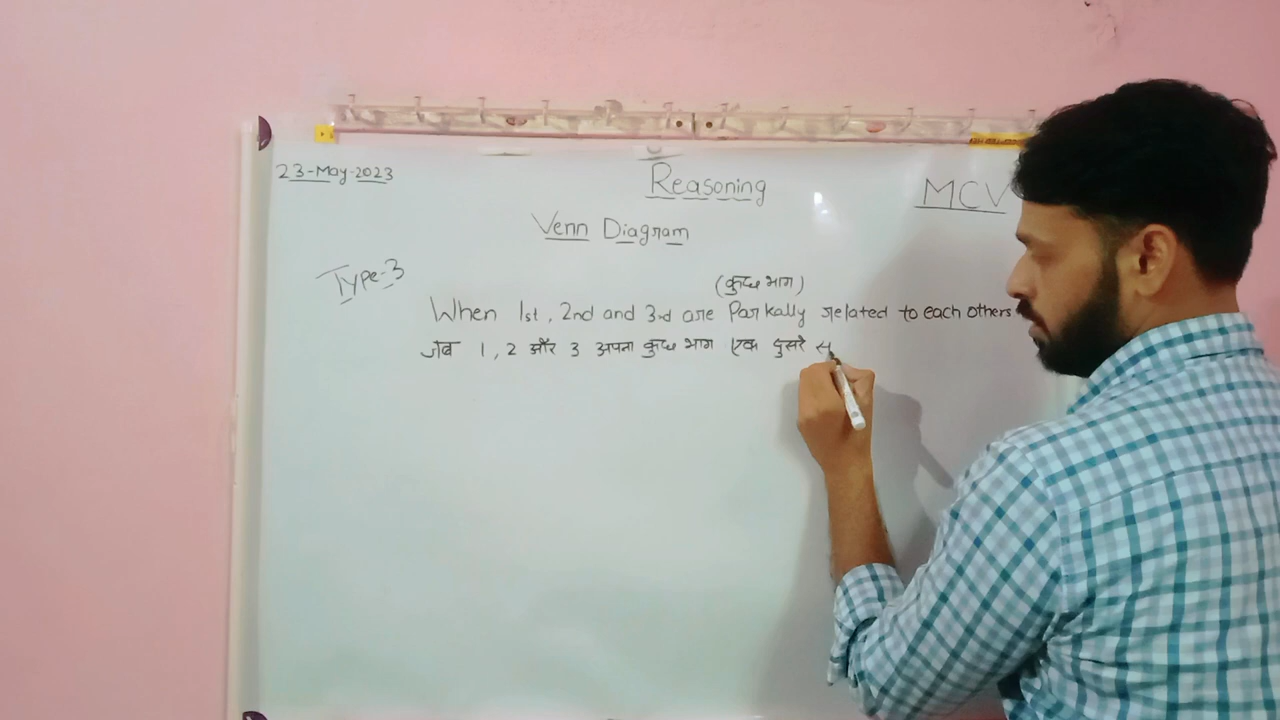 23-May-2023
Reasoning
MCV
Venn Diagram
Type-3
(कुछ भाग)
When 1st, 2nd and 3rd are Partially related to each others
जब 1, 2 और 3 अपना कुछ भाग एक दुसरे स